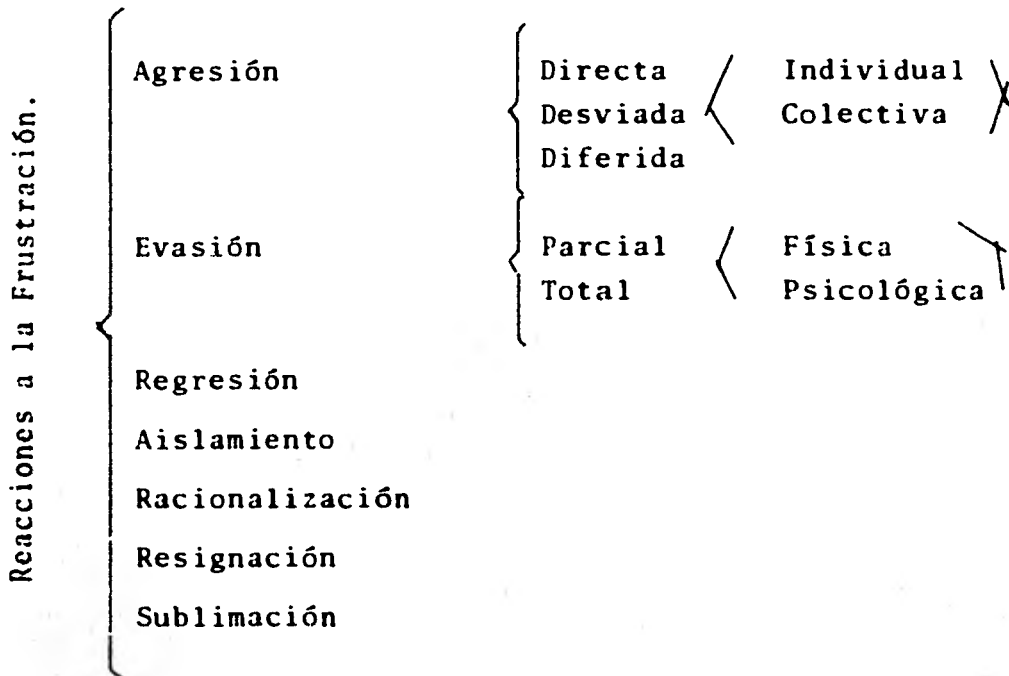 Reacciones a la Frustración.
Agresión
Directa Individual
Desviada Colectiva
Diferida
Evasión Parcial Física
Total Psicológica
Regresión
Aislamiento
Racionalización
Resignación
Sublimación